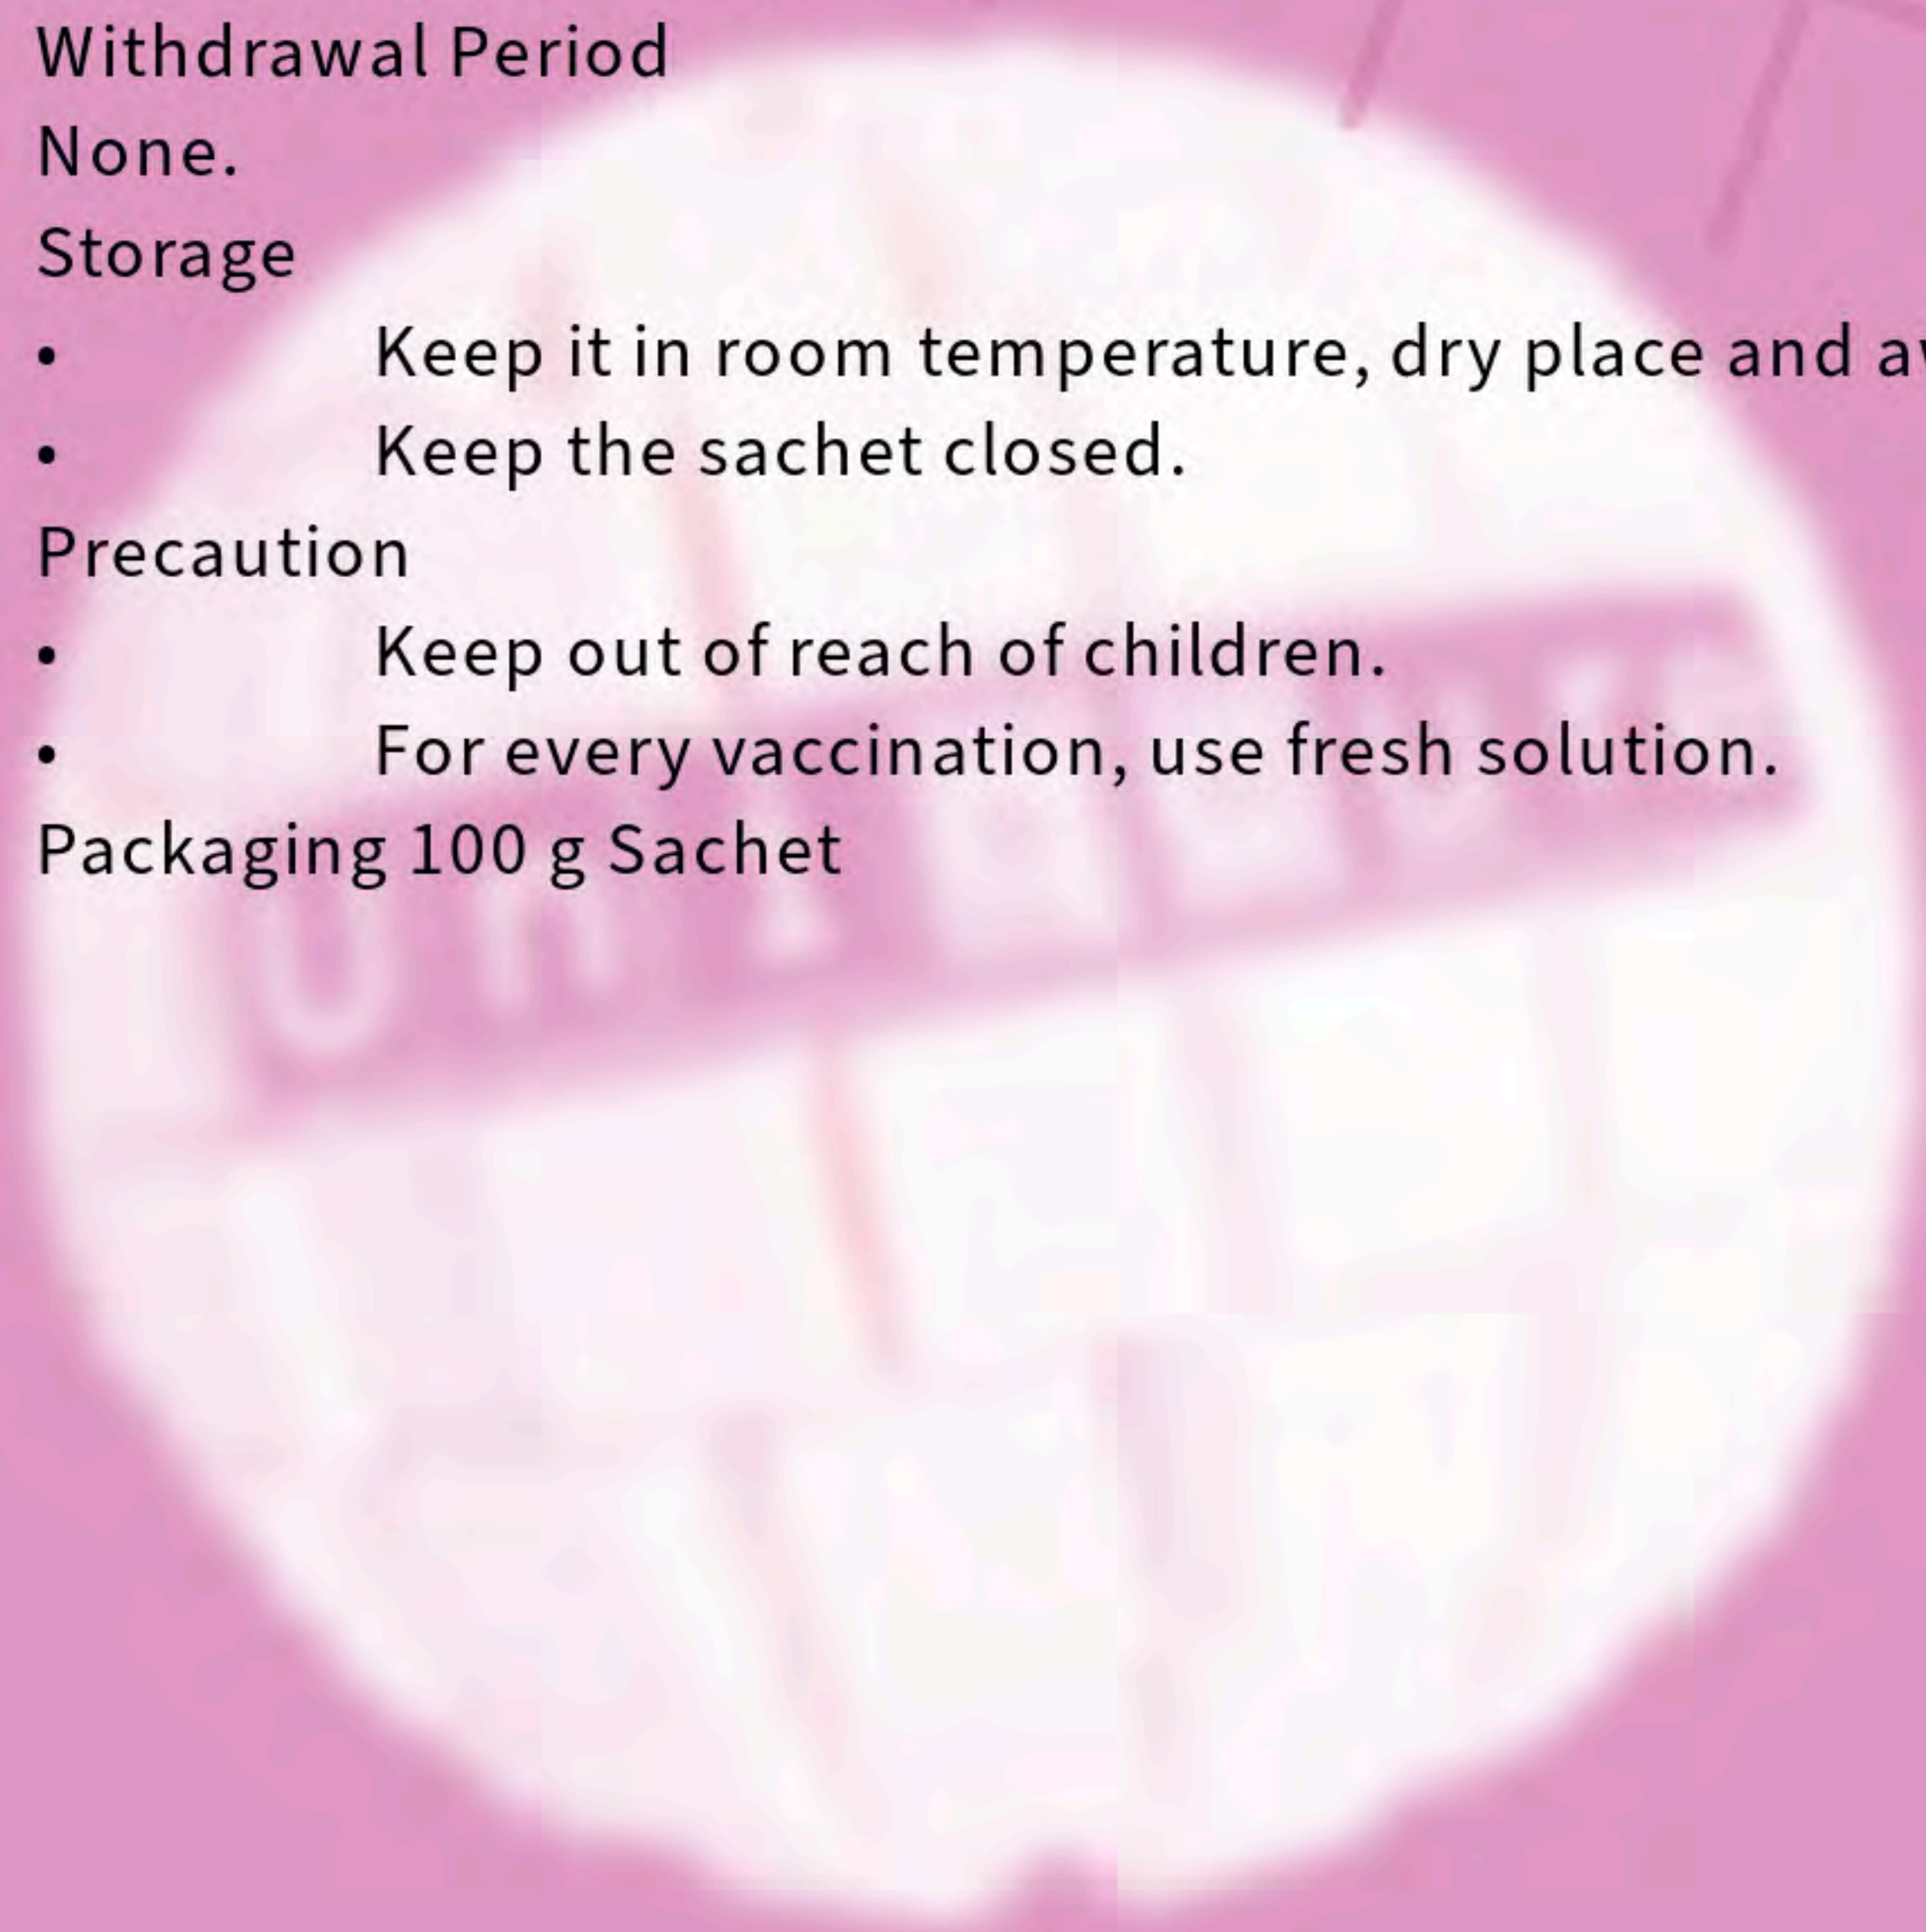 Withdrawal Period
None.
Storage
• Keep it in room temperature, dry place and
• Keep the sachet closed.
Precaution
• Keep out of reach of children.
• For every vaccination, use fresh solution.
Packaging 100 g Sachet